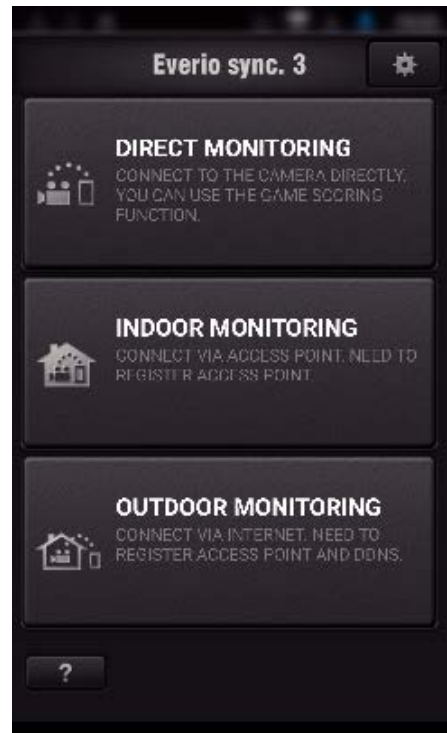 Everio sync. 3
DIRECT MONITORING
CONNECT TO THE CAMERA DIRECTLY.
YOU CAN USE THE GAME SCORING
FUNCTION.
INDOOR MONITORING
CONNECT VIA ACCESS POINT. NEED TO
REGISTER ACCESS POINT.
OUTDOOR MONITORING
CONNECT VIA INTERNET. NEED TO
REGISTER ACCESS POINT AND DDNS.
?